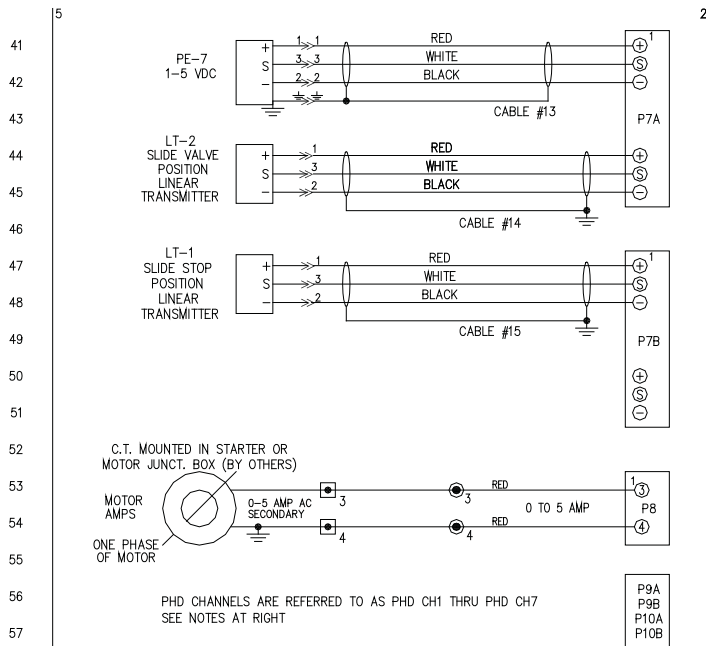 5
2
41
1 1
RED
+
+
1
PE-7
1-5 VDC
3 3
WHITE
S
S
42
2 2
BLACK
-
-
43
CABLE #13
P7A
LT-2
SLIDE VALVE
POSITION
LINEAR
TRANSMITTER
44
+
1
RED
+
S
3
WHITE
S
45
-
2
BLACK
-
46
CABLE #14
LT-1
SLIDE STOP
POSITION
LINEAR
TRANSMITTER
47
+
1
RED
+
1
S
3
WHITE
S
48
-
2
BLACK
-
49
CABLE #15
P7B
50
+
S
51
-
52
C.T. MOUNTED IN STARTER OR
MOTOR JUNCT. BOX (BY OTHERS)
53
MOTOR
AMPS
0-5 AMP AC
SECONDARY
3
3
RED
0 TO 5 AMP
1
3
P8
54
4
4
RED
4
ONE PHASE
OF MOTOR
55
56
PHD CHANNELS ARE REFERRED TO AS PHD CH1 THRU PHD CH7
SEE NOTES AT RIGHT
57
P9A
P9B
P10A
P10B